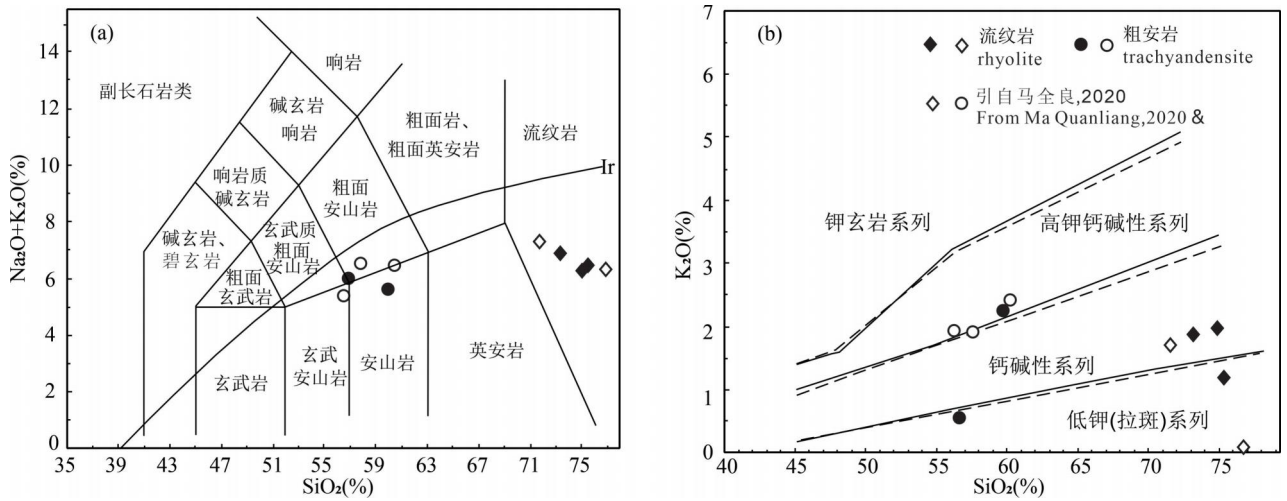 (a)
Na₂O+K₂O(%)
14
12
10
8
6
4
2
0
35
39
43
47
51
55
59
63
67
71
75
SiO₂(%)
副长石岩类
响岩
碱玄岩
响岩
响岩质
碱玄岩
碱玄岩、
碧玄岩
粗面
玄武岩
玄武质
粗面
安山岩
粗面
安山岩
粗面岩、
粗面英安岩
流纹岩
Ir
玄武岩
玄武
安山岩
安山岩
英安岩
(b)
K₂O(%)
7
6
5
4
3
2
1
0
40
45
50
55
60
65
70
75
SiO₂(%)
流纹岩
rhyolite
粗安岩
trachyandensite
引自马全良,2020
From Ma Quanliang,2020 &
钾玄岩系列
高钾钙碱性系列
钙碱性系列
低钾(拉斑)系列